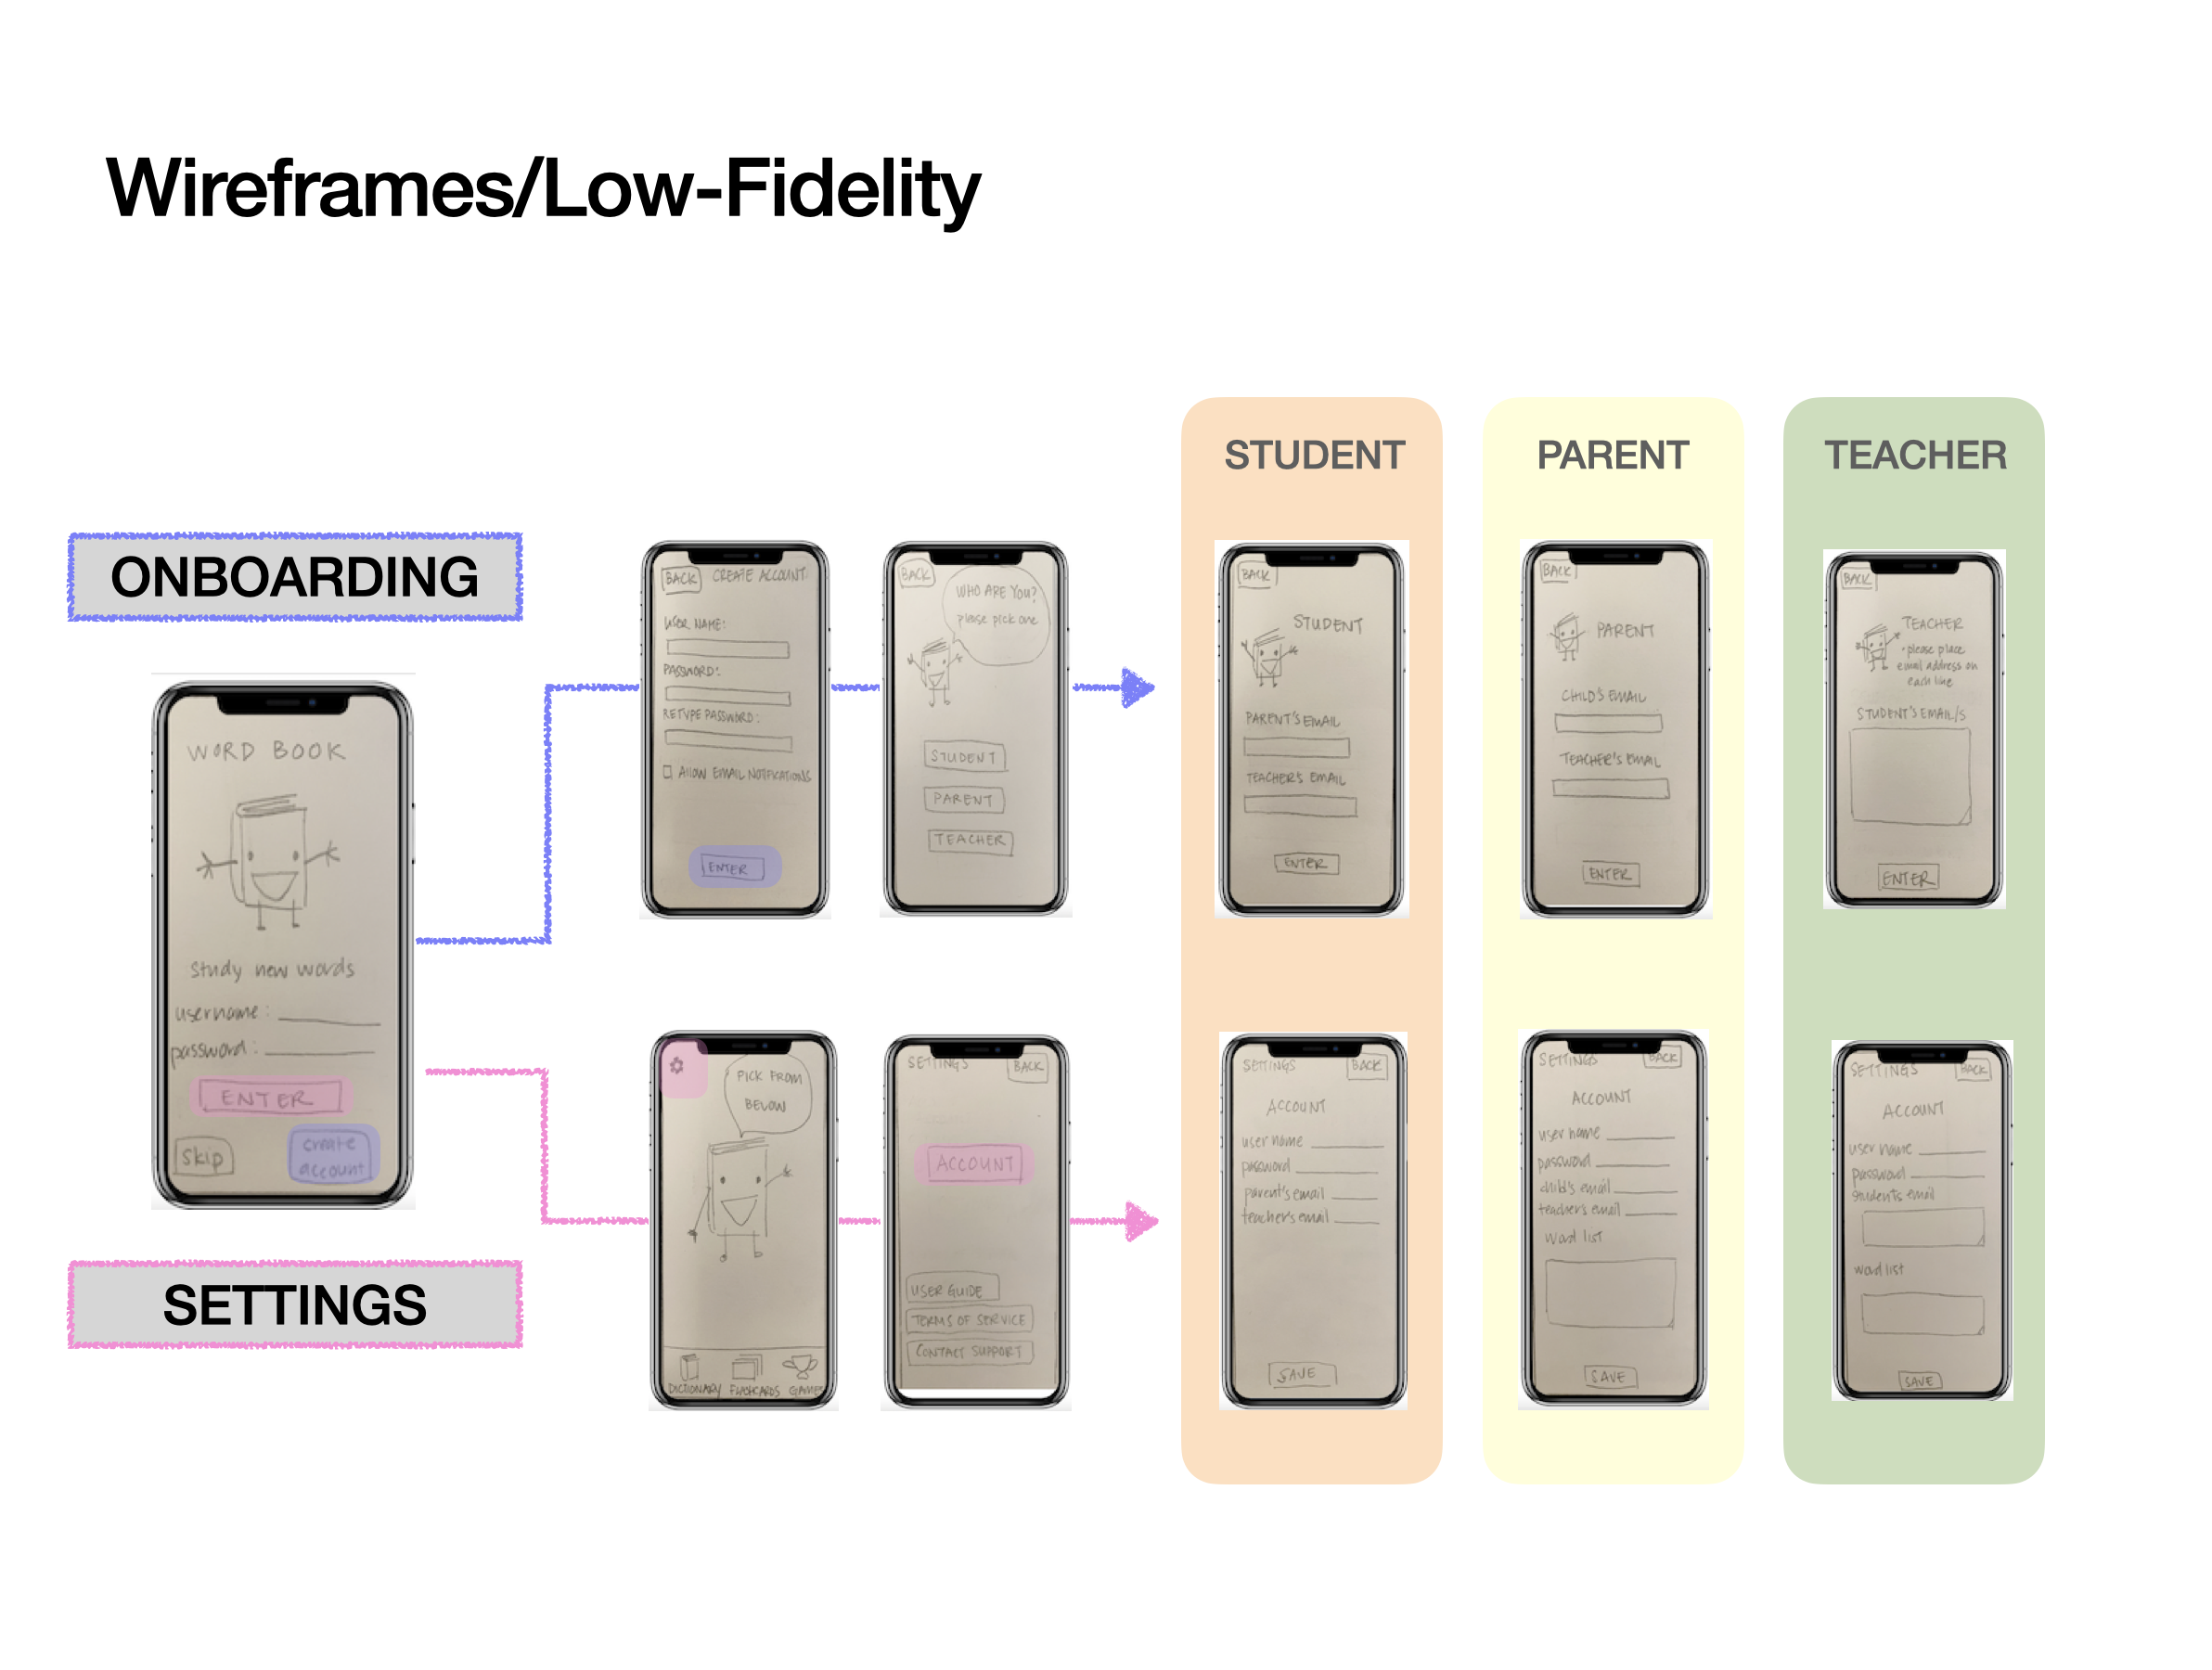 Wireframes/Low-Fidelity
ONBOARDING
WORD BOOK
study new words
username:
password:
ENTER
skip
create
account
SETTINGS
BACK
CREATE ACCOUNT
USER NAME:
PASSWORD:
RETYPE PASSWORD:
ALLOW EMAIL NOTIFICATIONS
ENTER
BACK
WHO ARE YOU?
please pick one
STUDENT
PARENT
TEACHER
PICK FROM
BELOW
DICTIONARY FLASHCARDS GAMES
SETTINGS BACK
ACCOUNT
USER GUIDE
TERMS OF SERVICE
CONTACT SUPPORT
STUDENT
BACK
STUDENT
PARENT'S EMAIL
TEACHER'S EMAIL
ENTER
SETTINGS BACK
ACCOUNT
user name
password
parent's email
teacher's email
SAVE
PARENT
BACK
PARENT
CHILD'S EMAIL
TEACHER'S EMAIL
ENTER
SETTINGS BACK
ACCOUNT
user name
password
child's email
teacher's email
word list
SAVE
TEACHER
BACK
TEACHER
• please place
email address on
each line
STUDENT'S EMAIL/S
ENTER
SETTINGS BACK
ACCOUNT
user name
password
students email
word list
SAVE